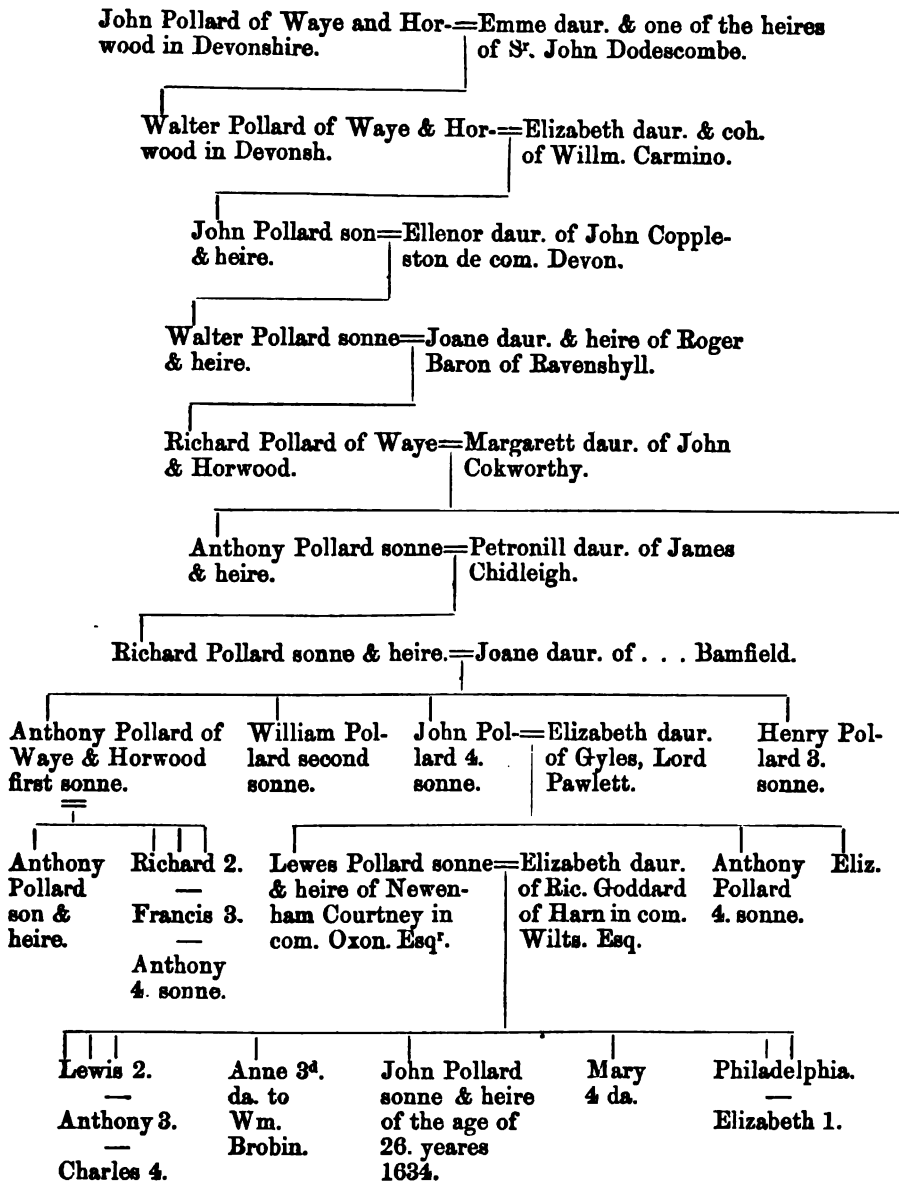 John Pollard of Waye and Hor-=Emme daur. & one of the heires
wood in Devonshire.
of Sr. John Dodescombe.
Walter Pollard of Waye & Hor-=Elizabeth daur. & coh.
wood in Devonsh.
of Willm. Carmino.
John Pollard son=Ellenor daur. of John Copple-
& heire.
ston de com. Devon.
Walter Pollard sonne=Joane daur. & heire of Roger
& heire.
Baron of Ravenshyll.
Richard Pollard of Waye=Margarett daur. of John
& Horwood.
Cokworthy.
Anthony Pollard sonne=Petronill daur. of James
& heire.
Chidleigh.
Richard Pollard sonne & heire.=Joane daur. of . . . Bamfield.
Anthony Pollard of
Waye & Horwood
first sonne.
William Pol-
lard second
sonne.
John Pol-=
lard 4.
sonne.
Elizabeth daur.
of Gyles, Lord
Pawlett.
Henry Pol-
lard 3.
sonne.
=
Anthony
Pollard
son &
heire.
Richard 2.
—
Francis 3.
—
Anthony
4. sonne.
Lewes Pollard sonne=
& heire of Newen-
ham Courtney in
com. Oxon. Esqr.
Elizabeth daur.
of Ric. Goddard
of Harn in com.
Wilts. Esq.
Anthony
Pollard
4. sonne.
Eliz.
Lewis 2.
—
Anthony 3.
—
Charles 4.
Anne 3d.
da. to
Wm.
Brobin.
John Pollard
sonne & heire
of the age of
26. yeares
1634.
Mary
4 da.
Philadelphia.
—
Elizabeth 1.